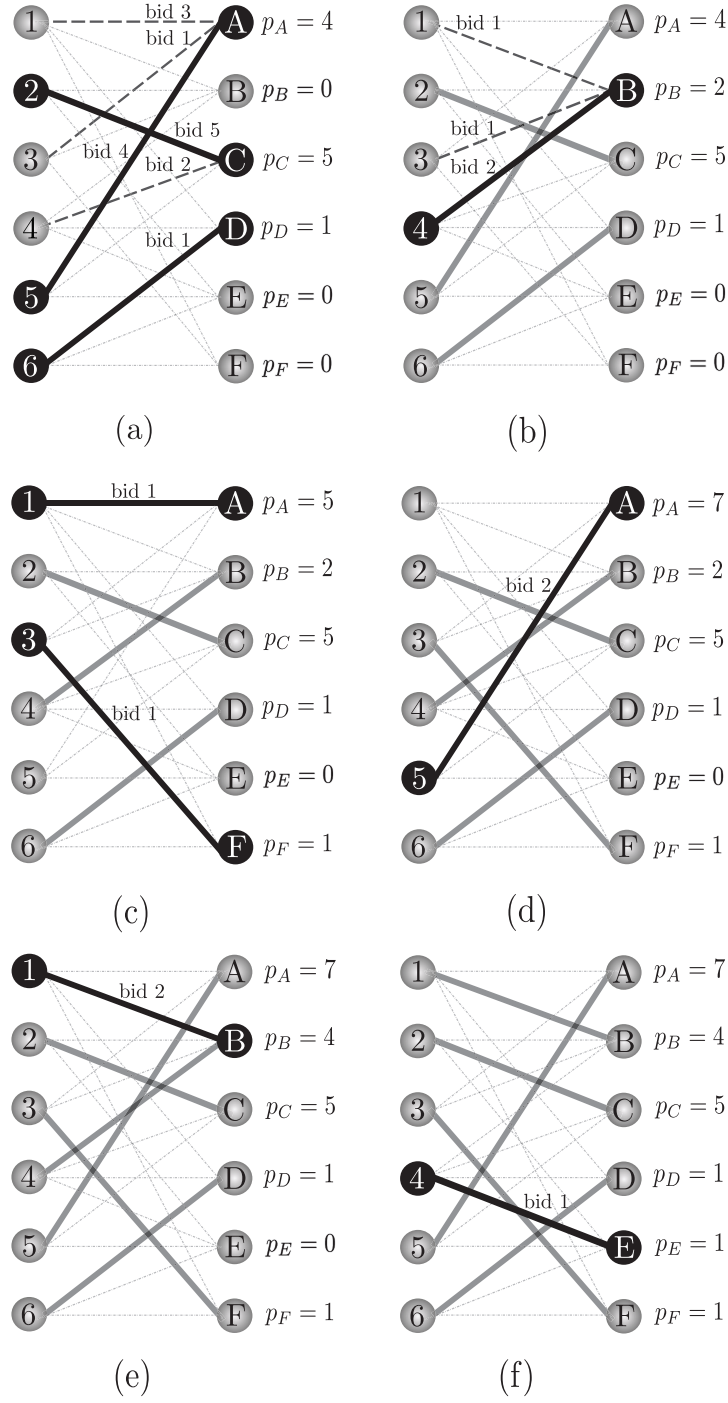 bid 3
1 A p_A = 4
bid 1
2 B p_B = 0
bid 5
3 bid 4 bid 2 C p_C = 5
4 D p_D = 1
bid 1
5 E p_E = 0
6 F p_F = 0
(a)
1 bid 1 A p_A = 4
2 B p_B = 2
bid 1
3 C p_C = 5
bid 2
4 D p_D = 1
5 E p_E = 0
6 F p_F = 0
(b)
bid 1
1 A p_A = 5
2 B p_B = 2
3 C p_C = 5
4 bid 1 D p_D = 1
5 E p_E = 0
6 F p_F = 1
(c)
1 A p_A = 7
2 bid 2 B p_B = 2
3 C p_C = 5
4 D p_D = 1
5 E p_E = 0
6 F p_F = 1
(d)
1 A p_A = 7
bid 2
2 B p_B = 4
3 C p_C = 5
4 D p_D = 1
5 E p_E = 0
6 F p_F = 1
(e)
1 A p_A = 7
2 B p_B = 4
3 C p_C = 5
4 D p_D = 1
bid 1
5 E p_E = 1
6 F p_F = 1
(f)